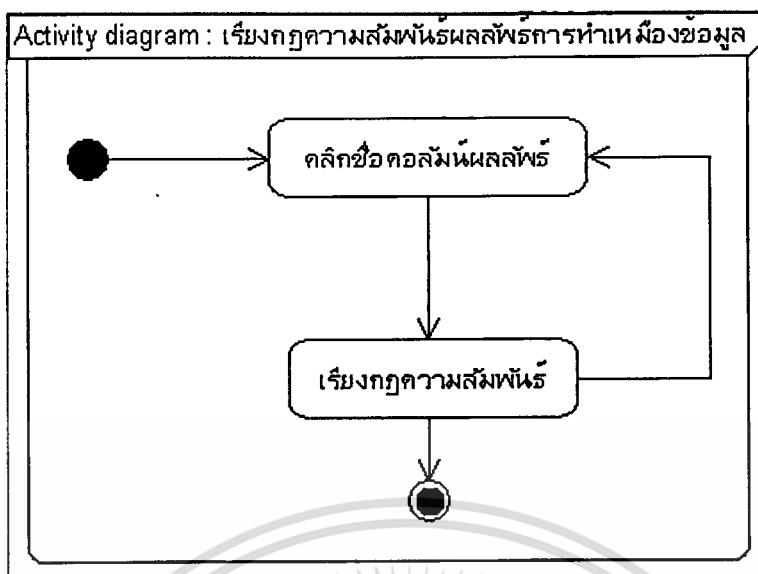 Activity diagram : เรียงกฎความสัมพันธ์ผลลัพธ์การทำเหมืองข้อมูล
คลิกชื่อคอลัมน์ผลลัพธ์
เรียงกฎความสัมพันธ์